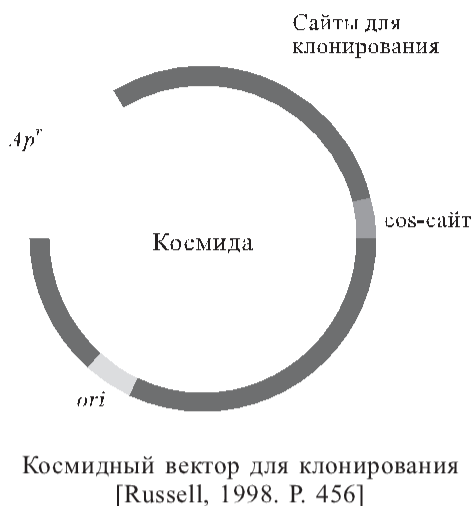 Сайты для
клонирования
Ap^r
cos-сайт
Космида
ori
Космидный вектор для клонирования
[Russell, 1998. P. 456]